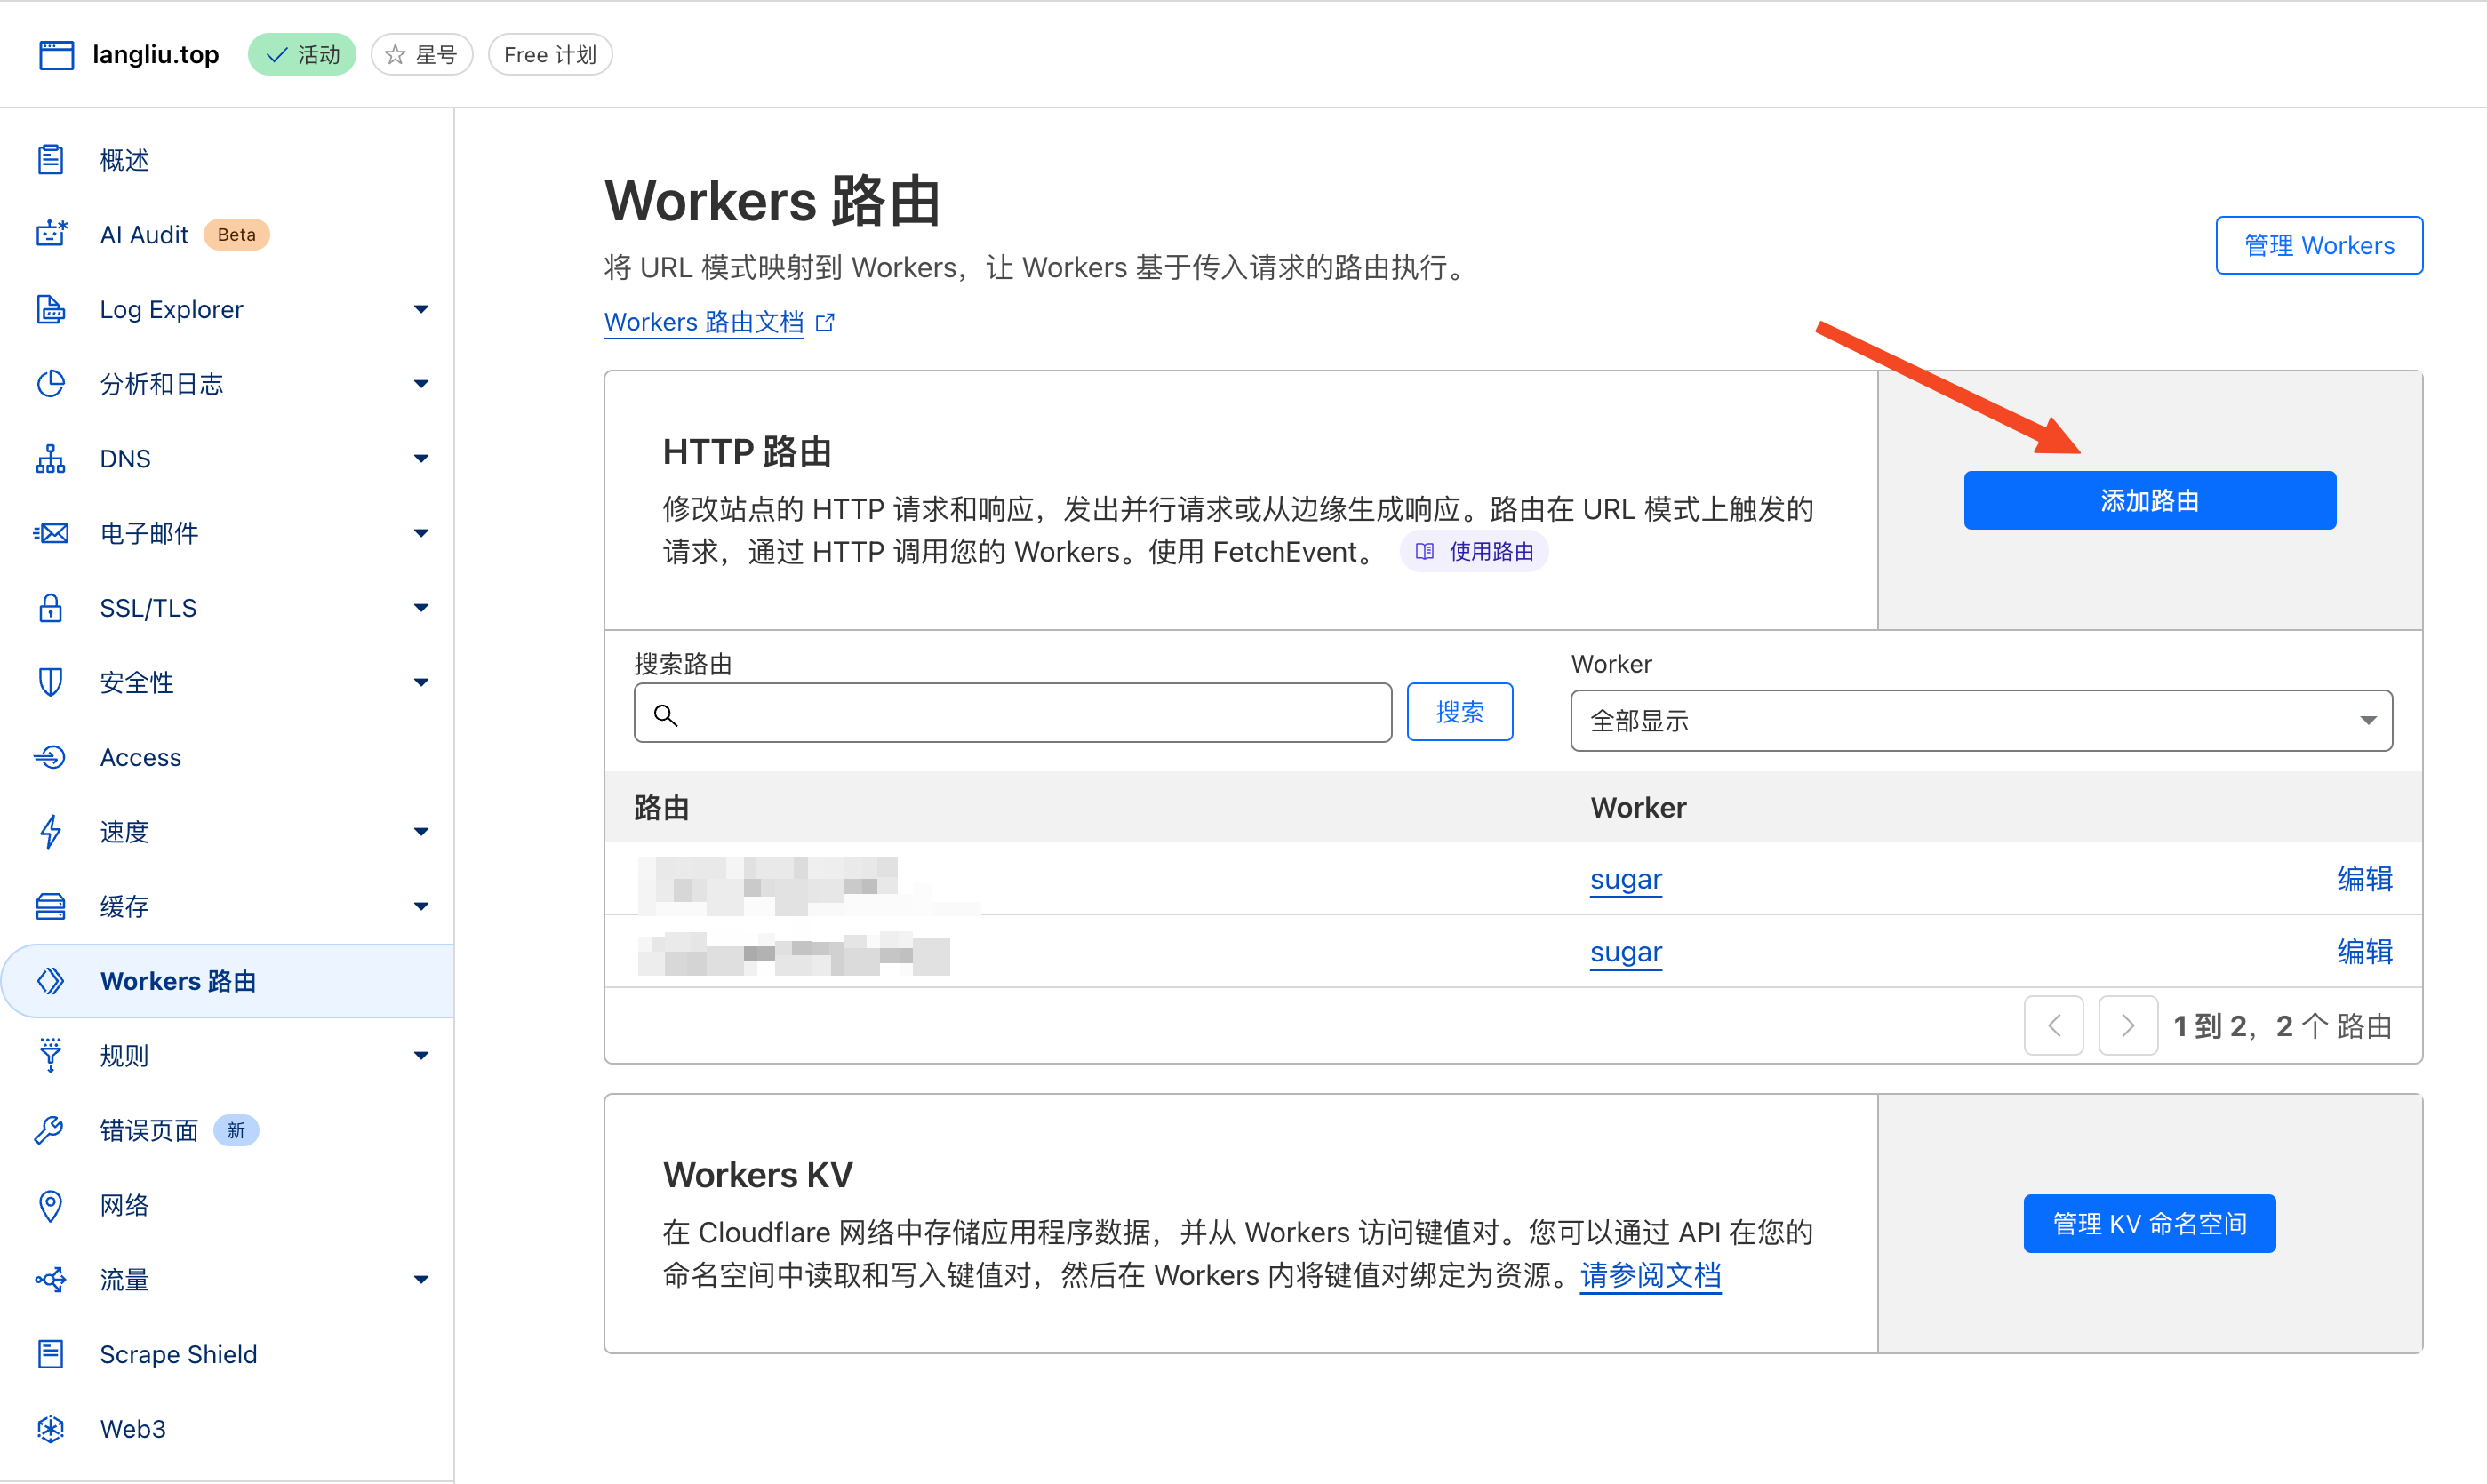 langliu.top 活动 星号 Free 计划
概述
AI Audit Beta
Log Explorer
分析和日志
DNS
电子邮件
SSL/TLS
安全性
Access
速度
缓存
Workers 路由
规则
错误页面 新
网络
流量
Scrape Shield
Web3
Workers 路由
将 URL 模式映射到 Workers，让 Workers 基于传入请求的路由执行。
Workers 路由文档
管理 Workers
HTTP 路由
修改站点的 HTTP 请求和响应，发出并行请求或从边缘生成响应。路由在 URL 模式上触发的
请求，通过 HTTP 调用您的 Workers。使用 FetchEvent。 使用路由
添加路由
搜索路由
搜索
Worker
全部显示
路由 Worker
sugar 编辑
sugar 编辑
1 到 2，2 个 路由
Workers KV
在 Cloudflare 网络中存储应用程序数据，并从 Workers 访问键值对。您可以通过 API 在您的
命名空间中读取和写入键值对，然后在 Workers 内将键值对绑定为资源。请参阅文档
管理 KV 命名空间